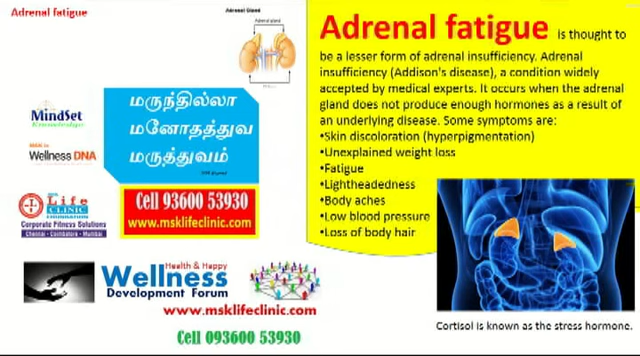 Adrenal fatigue
Adrenal Gland
Adrenal gland
மருந்தில்லா
மனோதத்துவ
மருத்துவம்
MindSet
Knowledge
Wellness DNA
Life
CLINIC
Corporate Fitness Solutions
Chennai - Coimbatore - Mumbai
Cell 93600 53930
www.msklifeclinic.com
Health & Happy
Wellness
Development Forum
www.msklifeclinic.com
Cell 093600 53930
Adrenal fatigue is thought to
be a lesser form of adrenal insufficiency. Adrenal
insufficiency (Addison's disease), a condition widely
accepted by medical experts. It occurs when the adrenal
gland does not produce enough hormones as a result of
an underlying disease. Some symptoms are:
•Skin discoloration (hyperpigmentation)
•Unexplained weight loss
•Fatigue
•Lightheadedness
•Body aches
•Low blood pressure
•Loss of body hair
Cortisol is known as the stress hormone.